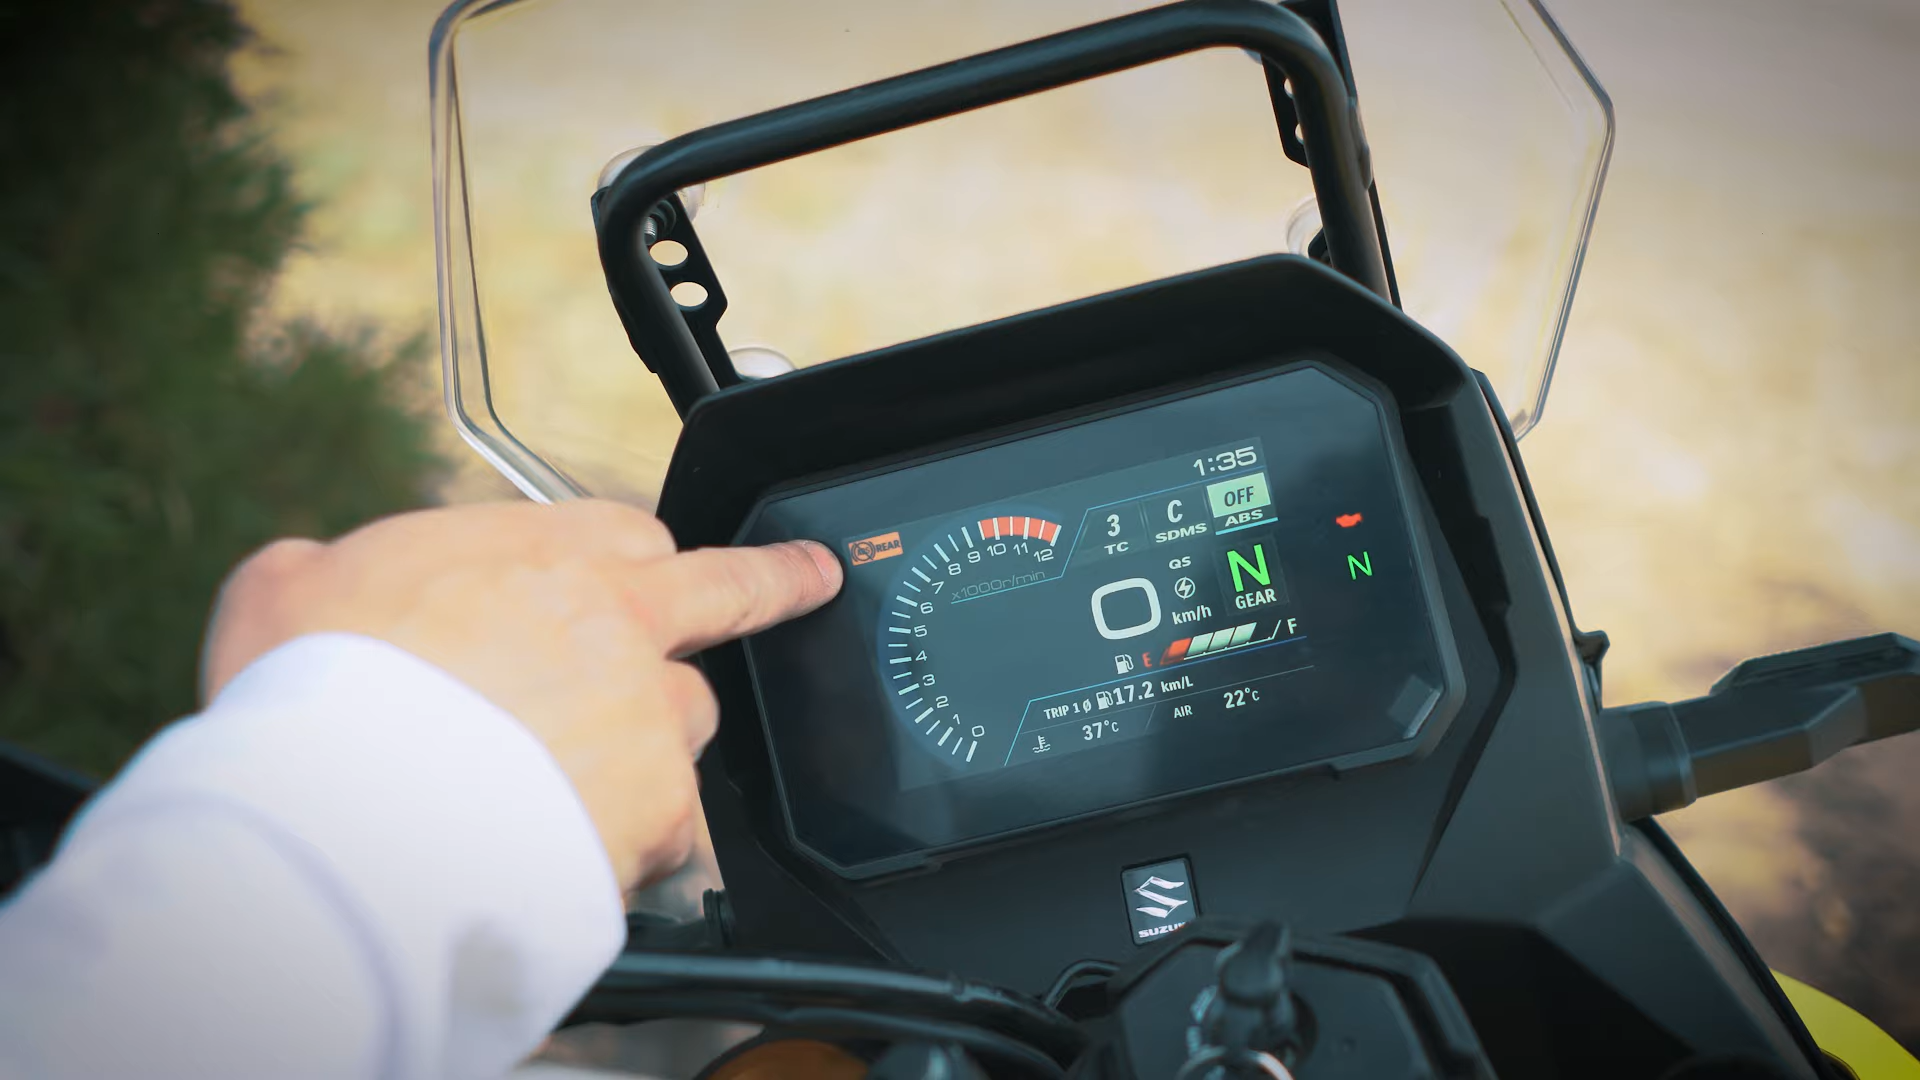 1:35
REAR
3
TC
C
SDMS
OFF
ABS
8 9 10 11 12
7
x1000r/min
6
5
4
3
2
1
0
QS
N
GEAR
N
0
km/h
E
F
TRIP 1 Ø 17.2 km/L
37°C
AIR
22°C
SUZU